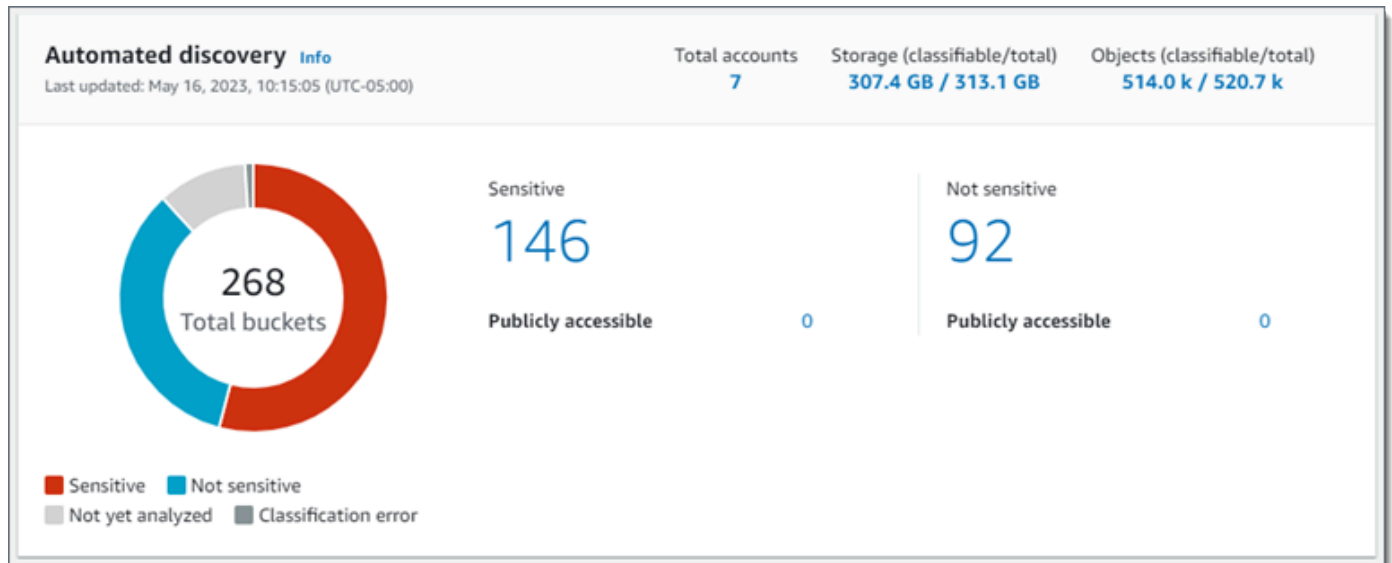 Automated discovery Info
Last updated: May 16, 2023, 10:15:05 (UTC-05:00)
Total accounts
7
Storage (classifiable/total)
307.4 GB / 313.1 GB
Objects (classifiable/total)
514.0 k / 520.7 k
268
Total buckets
Sensitive
146
Publicly accessible 0
Not sensitive
92
Publicly accessible 0
Sensitive Not sensitive
Not yet analyzed Classification error